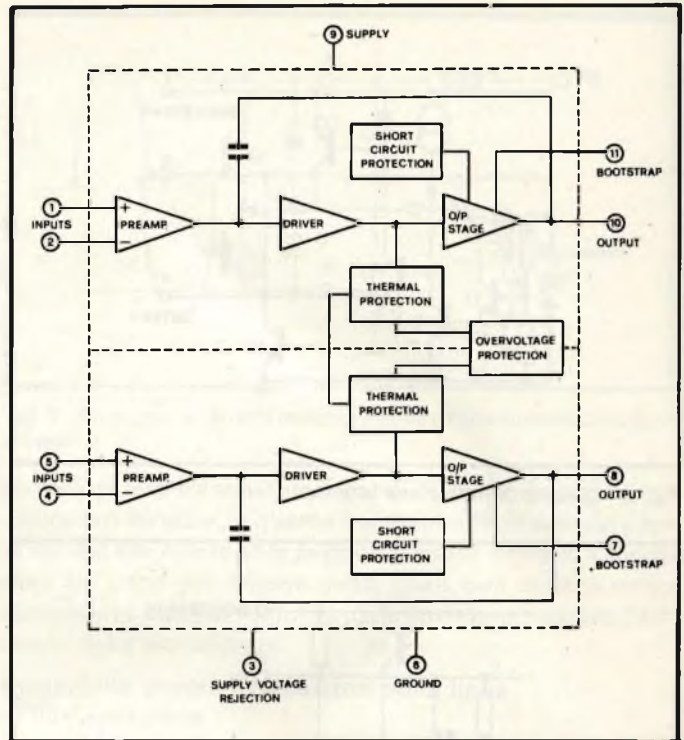 9 SUPPLY
SHORT
CIRCUIT
PROTECTION
11
BOOTSTRAP
1
INPUTS
2
+
−
PREAMP.
DRIVER
O/P
STAGE
10
OUTPUT
THERMAL
PROTECTION
OVERVOLTAGE
PROTECTION
THERMAL
PROTECTION
5
INPUTS
4
+
−
PREAMP.
DRIVER
O/P
STAGE
8
OUTPUT
SHORT
CIRCUIT
PROTECTION
7
BOOTSTRAP
3
SUPPLY VOLTAGE
REJECTION
6
GROUND